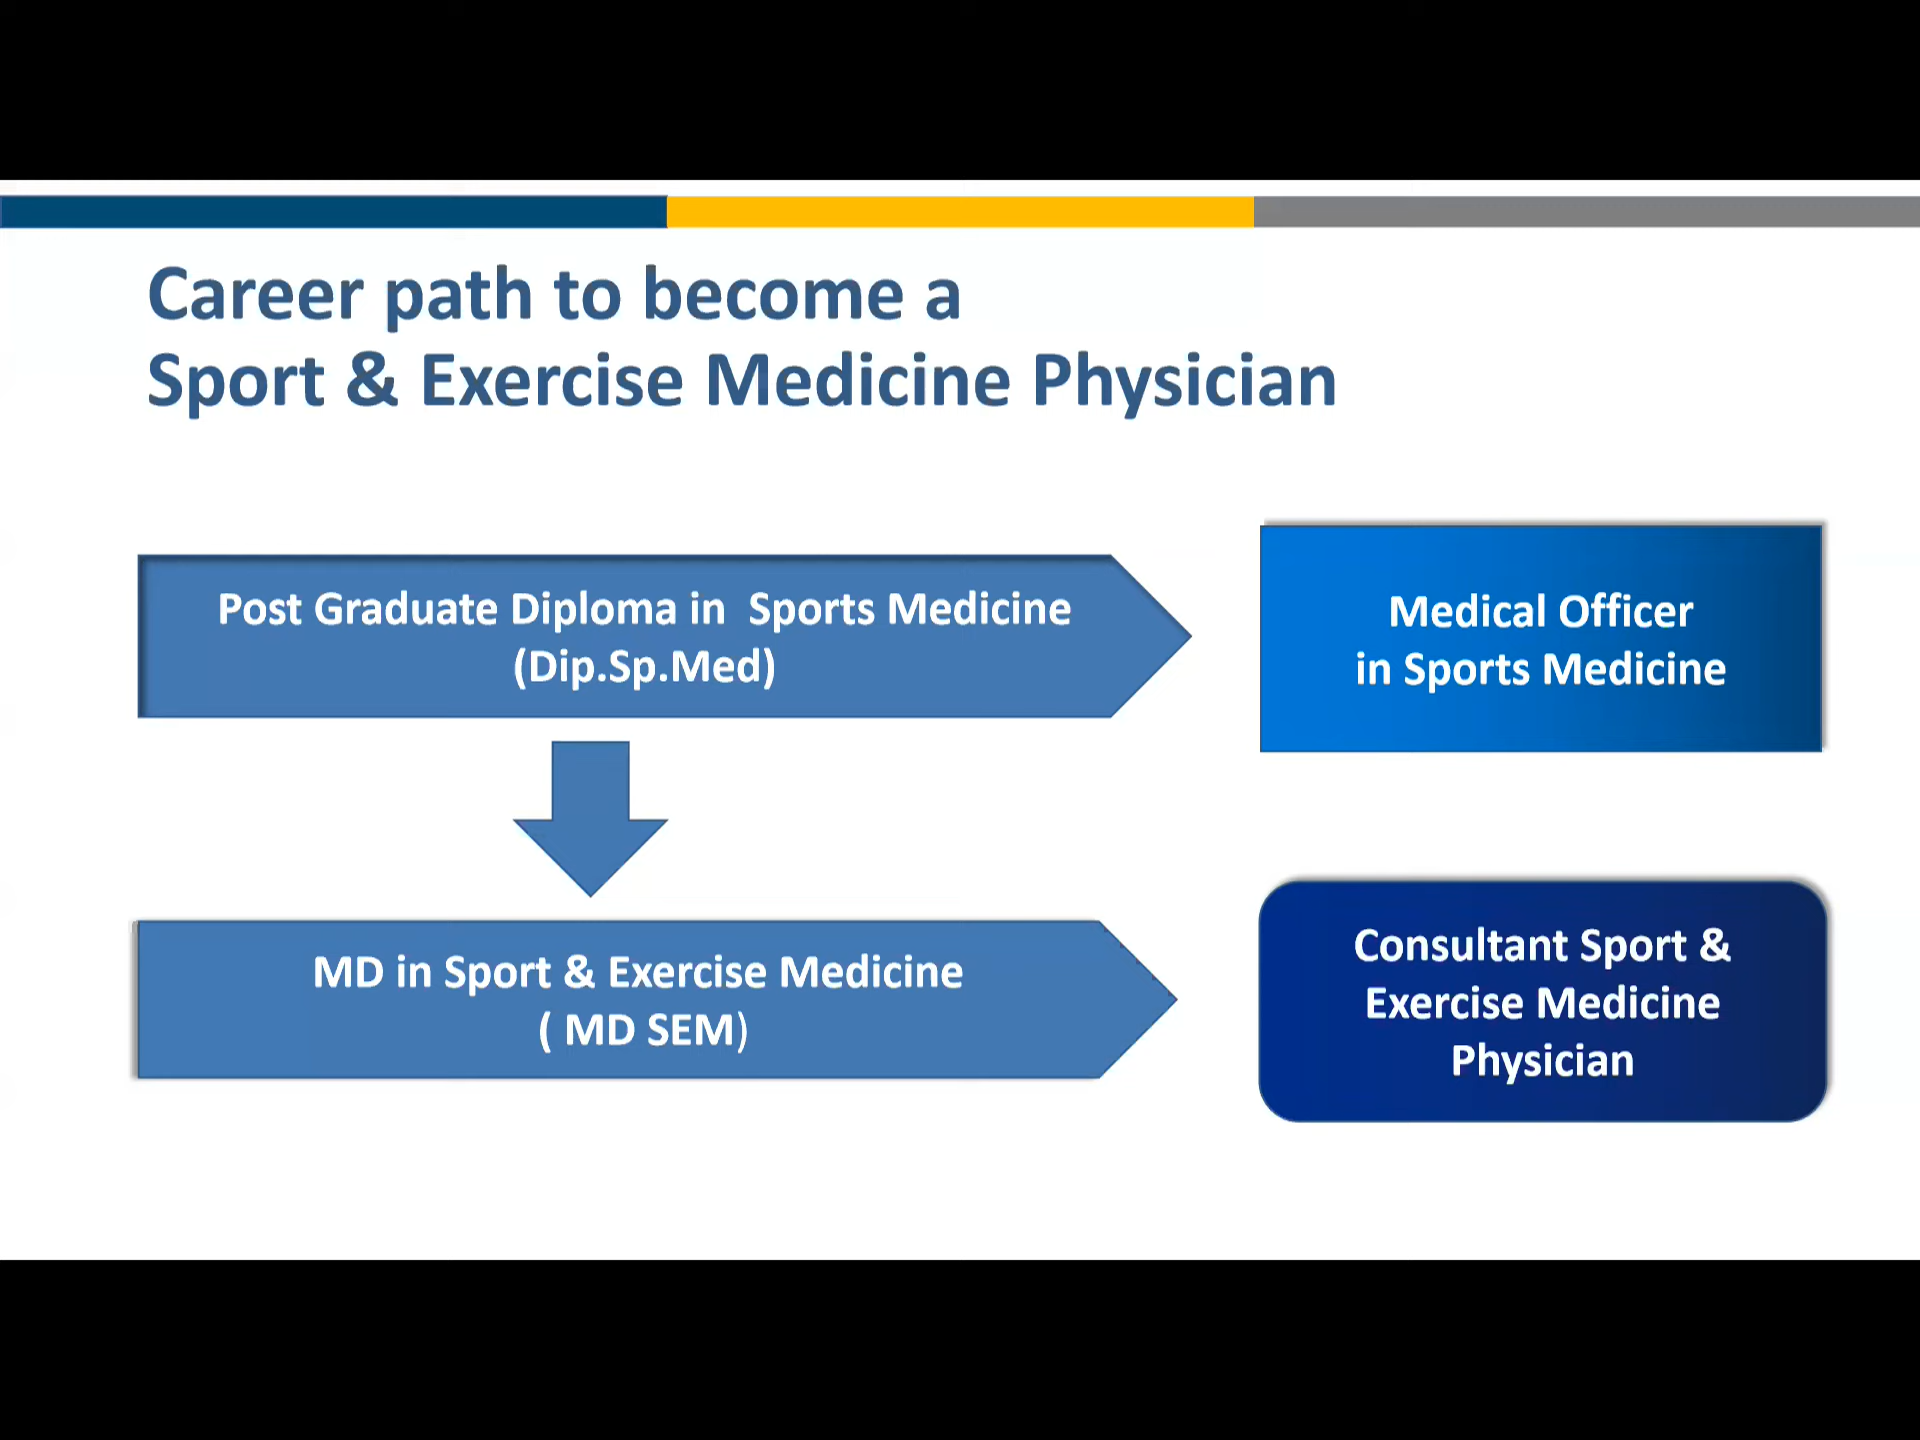 Career path to become a
Sport & Exercise Medicine Physician
Post Graduate Diploma in  Sports Medicine
(Dip.Sp.Med)
Medical Officer
in Sports Medicine
MD in Sport & Exercise Medicine
( MD SEM)
Consultant Sport &
Exercise Medicine
Physician